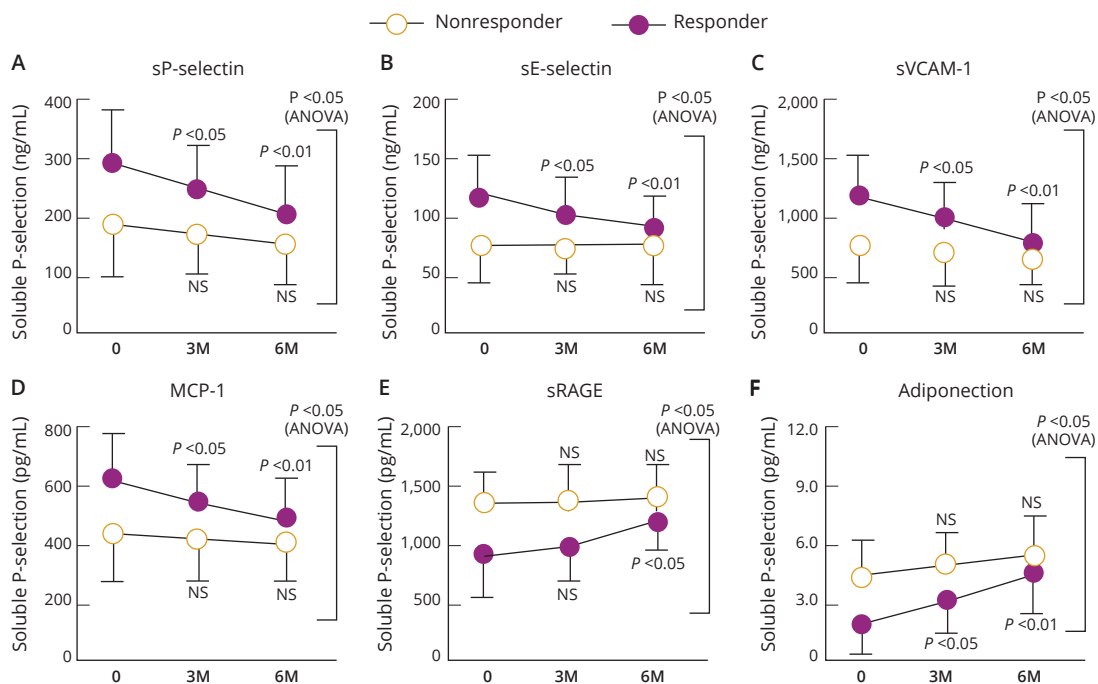 Nonresponder
Responder
A
sP-selectin
Soluble P-selection (ng/mL)
400
300
200
100
0
P <0.05
(ANOVA)
P <0.05
P <0.01
NS
NS
0 3M 6M
B
sE-selectin
Soluble P-selection (ng/mL)
200
150
100
50
0
P <0.05
(ANOVA)
P <0.05
P <0.01
NS
NS
0 3M 6M
C
sVCAM-1
Soluble P-selection (ng/mL)
2,000
1,500
1,000
500
0
P <0.05
(ANOVA)
P <0.05
P <0.01
NS
NS
0 3M 6M
D
MCP-1
Soluble P-selection (pg/mL)
800
600
400
200
0
P <0.05
(ANOVA)
P <0.05
P <0.01
NS
NS
0 3M 6M
E
sRAGE
Soluble P-selection (pg/mL)
2,000
1,500
1,000
500
0
P <0.05
(ANOVA)
NS
NS
P <0.05
NS
0 3M 6M
F
Adiponection
Soluble P-selection (pg/mL)
12.0
9.0
6.0
3.0
0
P <0.05
(ANOVA)
NS
NS
P <0.01
P <0.05
0 3M 6M